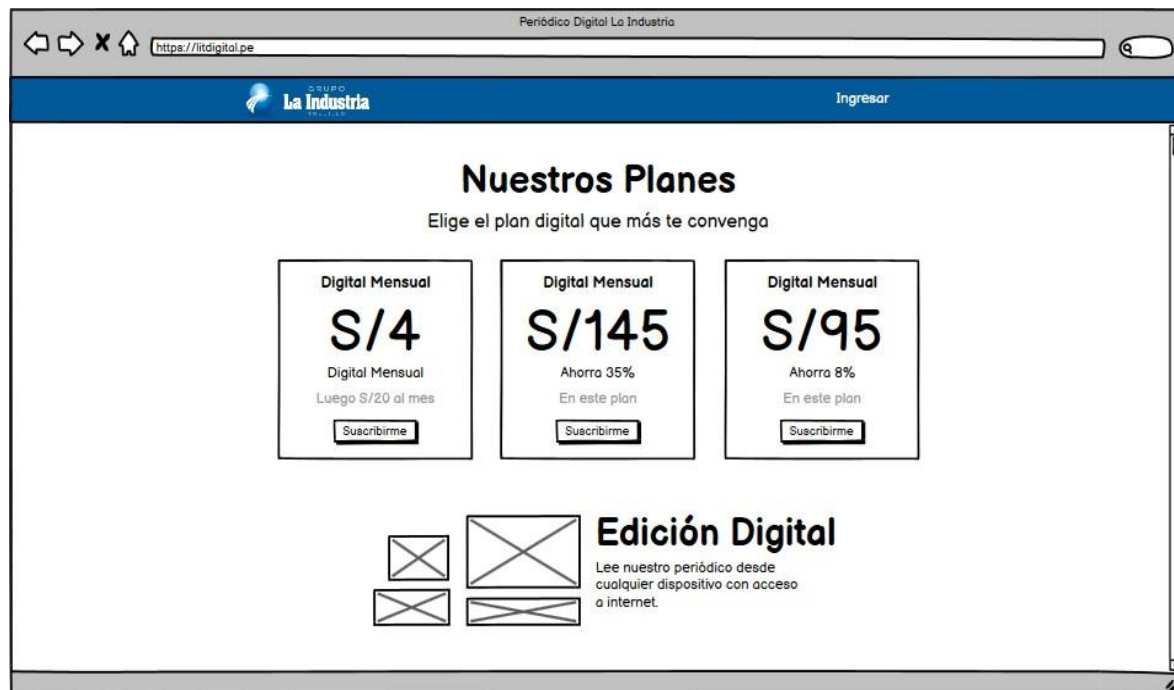 Periódico Digital La Industria
https://litdigital.pe
GRUPO
La Industria
TRUJILLO
Ingresar
Nuestros Planes
Elige el plan digital que más te convenga
Digital Mensual
S/4
Digital Mensual
Luego S/20 al mes
Suscribirme
Digital Mensual
S/145
Ahorra 35%
En este plan
Suscribirme
Digital Mensual
S/95
Ahorra 8%
En este plan
Suscribirme
Edición Digital
Lee nuestro periódico desde
cualquier dispositivo con acceso
a internet.